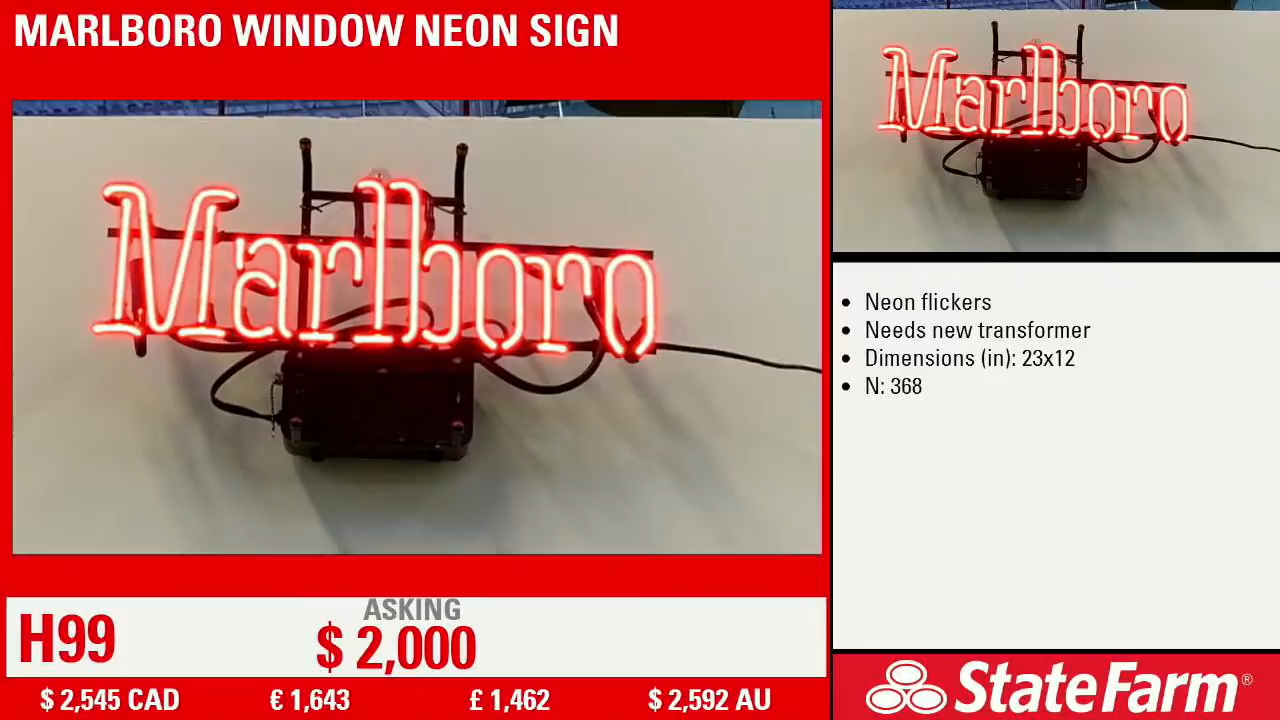 MARLBORO WINDOW NEON SIGN
Marlboro
Marlboro
• Neon flickers
• Needs new transformer
• Dimensions (in): 23x12
• N: 368
H99
ASKING
$ 2,000
$ 2,545 CAD € 1,643 £ 1,462 $ 2,592 AU
StateFarm®